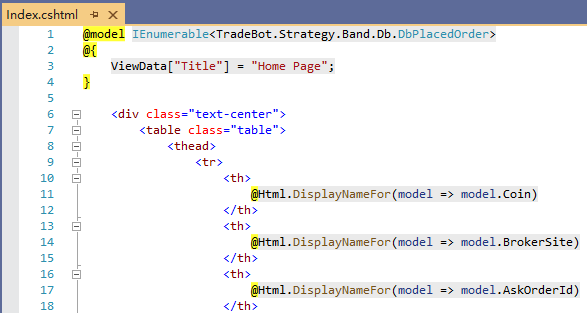 Index.cshtml
1 @model IEnumerable<TradeBot.Strategy.Band.Db.DbPlacedOrder>
2 @{
3 ViewData["Title"] = "Home Page";
4 }
5
6 <div class="text-center">
7 <table class="table">
8 <thead>
9 <tr>
10 <th>
11 @Html.DisplayNameFor(model => model.Coin)
12 </th>
13 <th>
14 @Html.DisplayNameFor(model => model.BrokerSite)
15 </th>
16 <th>
17 @Html.DisplayNameFor(model => model.AskOrderId)
18 </th>